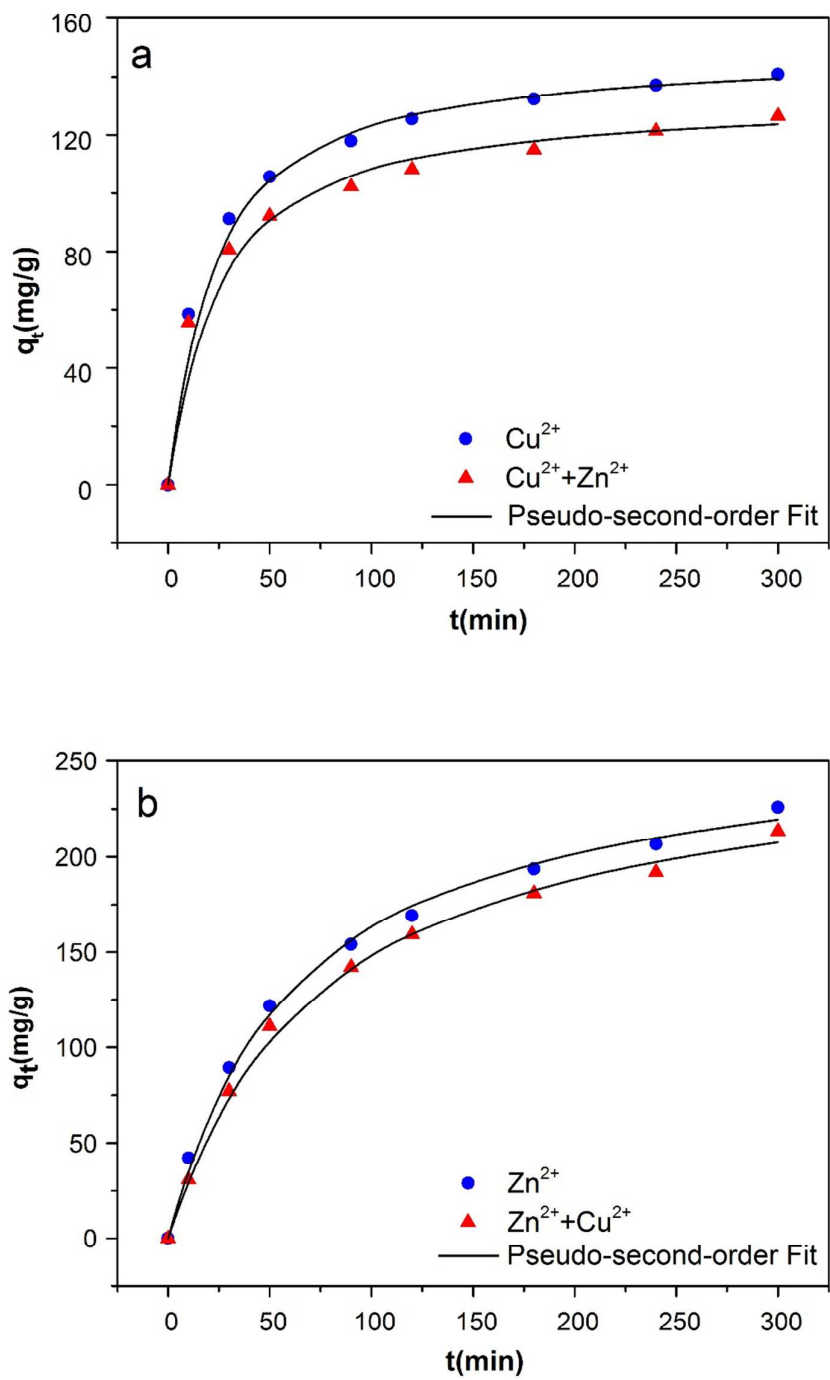 a
160
120
80
40
0
qₜ(mg/g)
Cu²⁺
Cu²⁺+Zn²⁺
Pseudo-second-order Fit
0 50 100 150 200 250 300
t(min)
b
250
200
150
100
50
0
qₜ(mg/g)
Zn²⁺
Zn²⁺+Cu²⁺
Pseudo-second-order Fit
0 50 100 150 200 250 300
t(min)